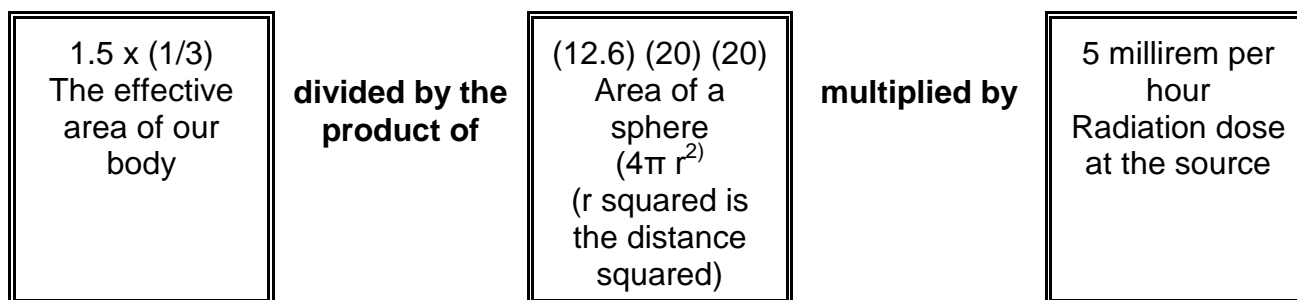 1.5 x (1/3)
The effective
area of our
body
divided by the
product of
(12.6) (20) (20)
Area of a
sphere
(4π r²⁾
(r squared is
the distance
squared)
multiplied by
5 millirem per
hour
Radiation dose
at the source